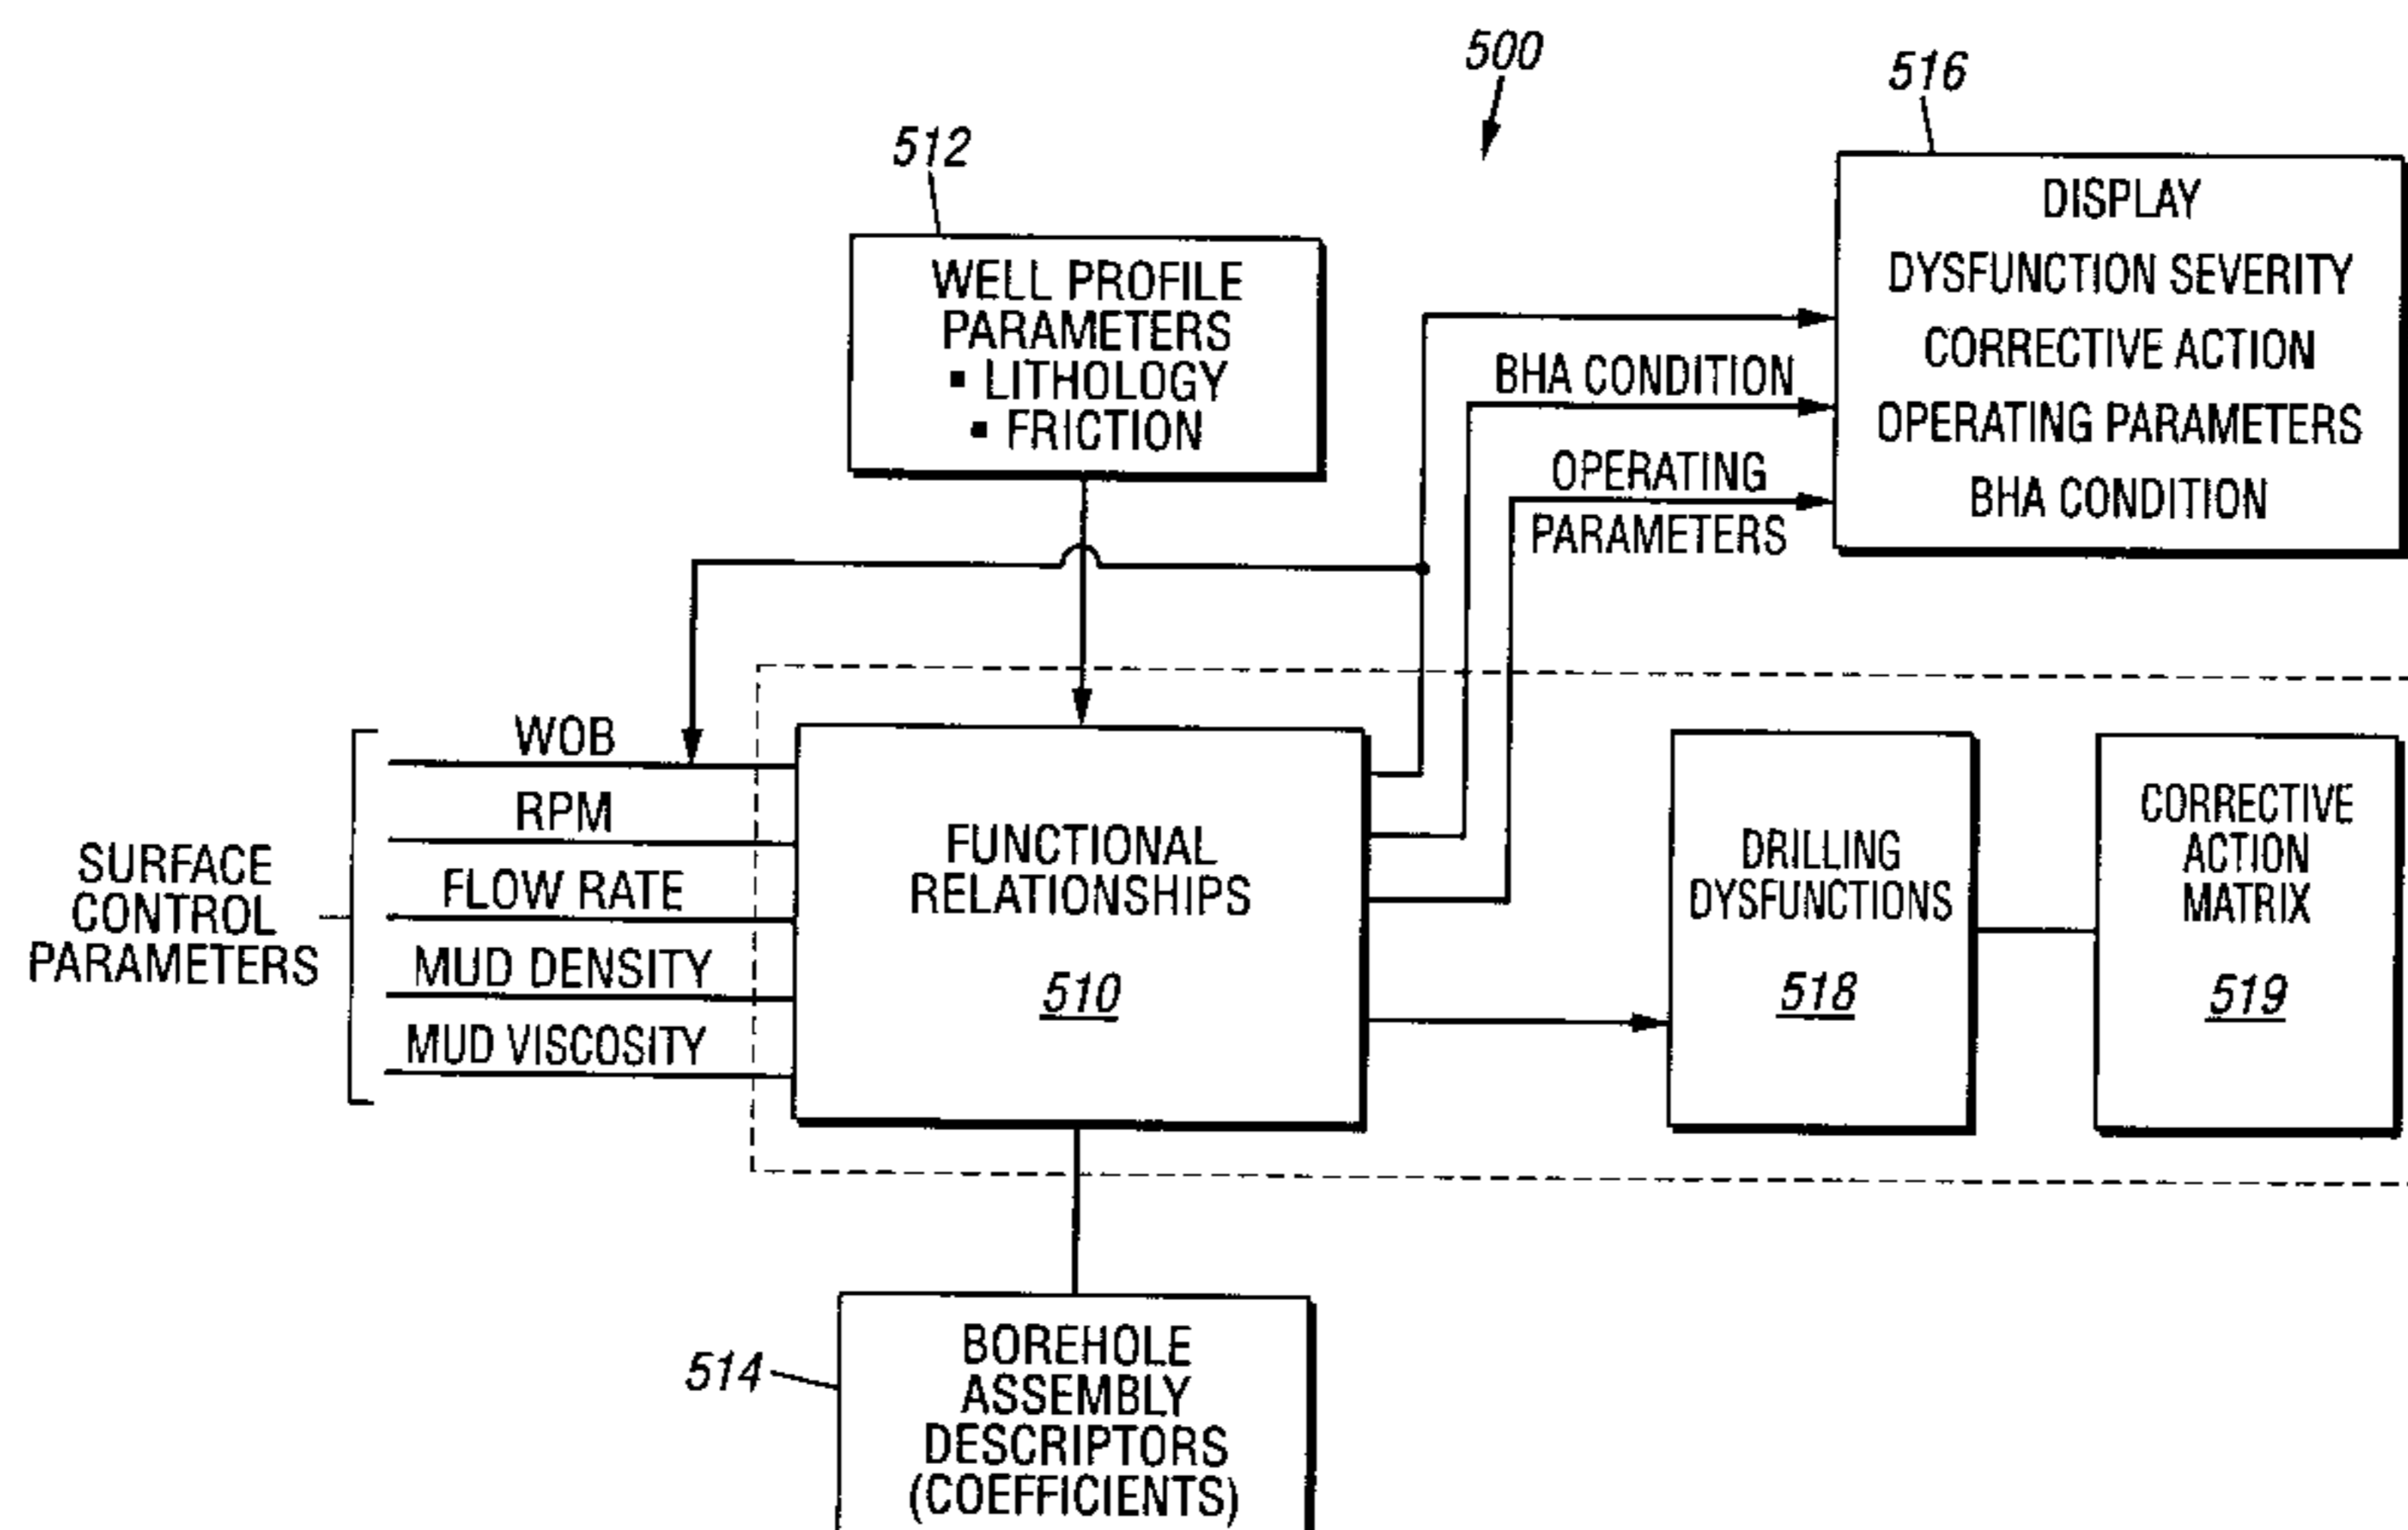 500
516
512
DISPLAY
DYSFUNCTION SEVERITY
CORRECTIVE ACTION
OPERATING PARAMETERS
BHA CONDITION
WELL PROFILE
PARAMETERS
▪ LITHOLOGY
▪ FRICTION
BHA CONDITION
OPERATING
PARAMETERS
SURFACE
CONTROL
PARAMETERS
WOB
RPM
FLOW RATE
MUD DENSITY
MUD VISCOSITY
FUNCTIONAL
RELATIONSHIPS
510
DRILLING
DYSFUNCTIONS
518
CORRECTIVE
ACTION
MATRIX
519
514
BOREHOLE
ASSEMBLY
DESCRIPTORS
(COEFFICIENTS)